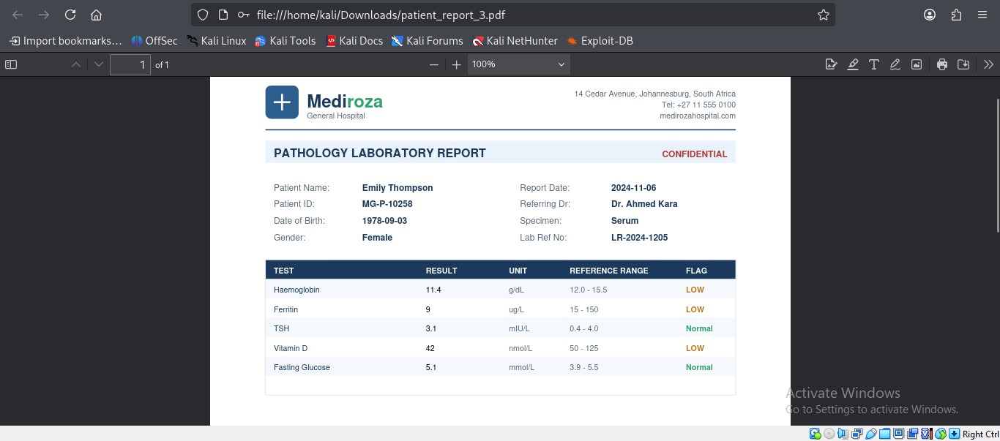 file:///home/kali/Downloads/patient_report_3.pdf
Import bookmarks... OffSec Kali Linux Kali Tools Kali Docs Kali Forums Kali NetHunter Exploit-DB
1 of 1 100%
Mediroza
General Hospital
14 Cedar Avenue, Johannesburg, South Africa
Tel: +27 11 555 0100
medirozahospital.com
PATHOLOGY LABORATORY REPORT CONFIDENTIAL
Patient Name: Emily Thompson Report Date: 2024-11-06
Patient ID: MG-P-10258 Referring Dr: Dr. Ahmed Kara
Date of Birth: 1978-09-03 Specimen: Serum
Gender: Female Lab Ref No: LR-2024-1205
TEST RESULT UNIT REFERENCE RANGE FLAG
Haemoglobin 11.4 g/dL 12.0 - 15.5 LOW
Ferritin 9 ug/L 15 - 150 LOW
TSH 3.1 mIU/L 0.4 - 4.0 Normal
Vitamin D 42 nmol/L 50 - 125 LOW
Fasting Glucose 5.1 mmol/L 3.9 - 5.5 Normal
Activate Windows
Go to Settings to activate Windows.
Right Ctrl